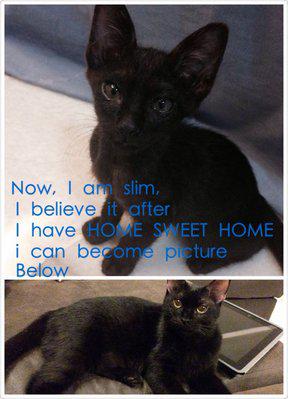 Now, I am slim,
I believe it after
I have HOME SWEET HOME
i can become picture
Below